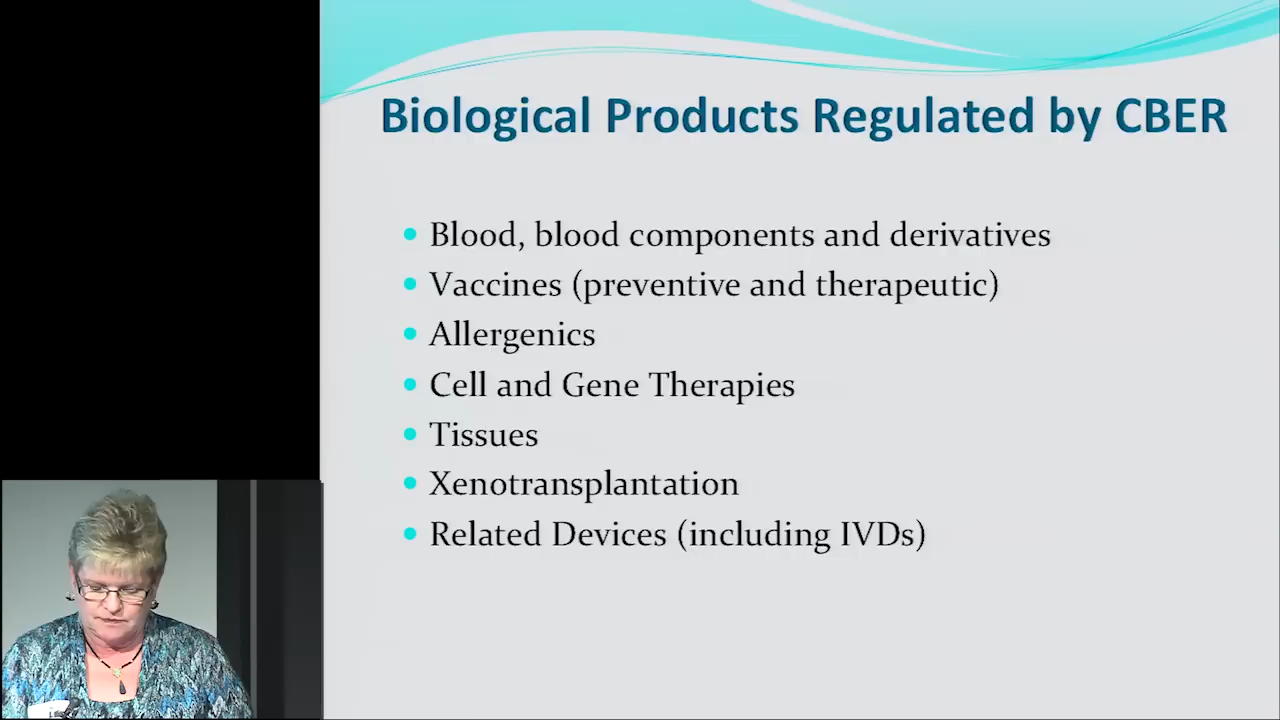 Biological Products Regulated by CBER
• Blood, blood components and derivatives
• Vaccines (preventive and therapeutic)
• Allergenics
• Cell and Gene Therapies
• Tissues
• Xenotransplantation
• Related Devices (including IVDs)